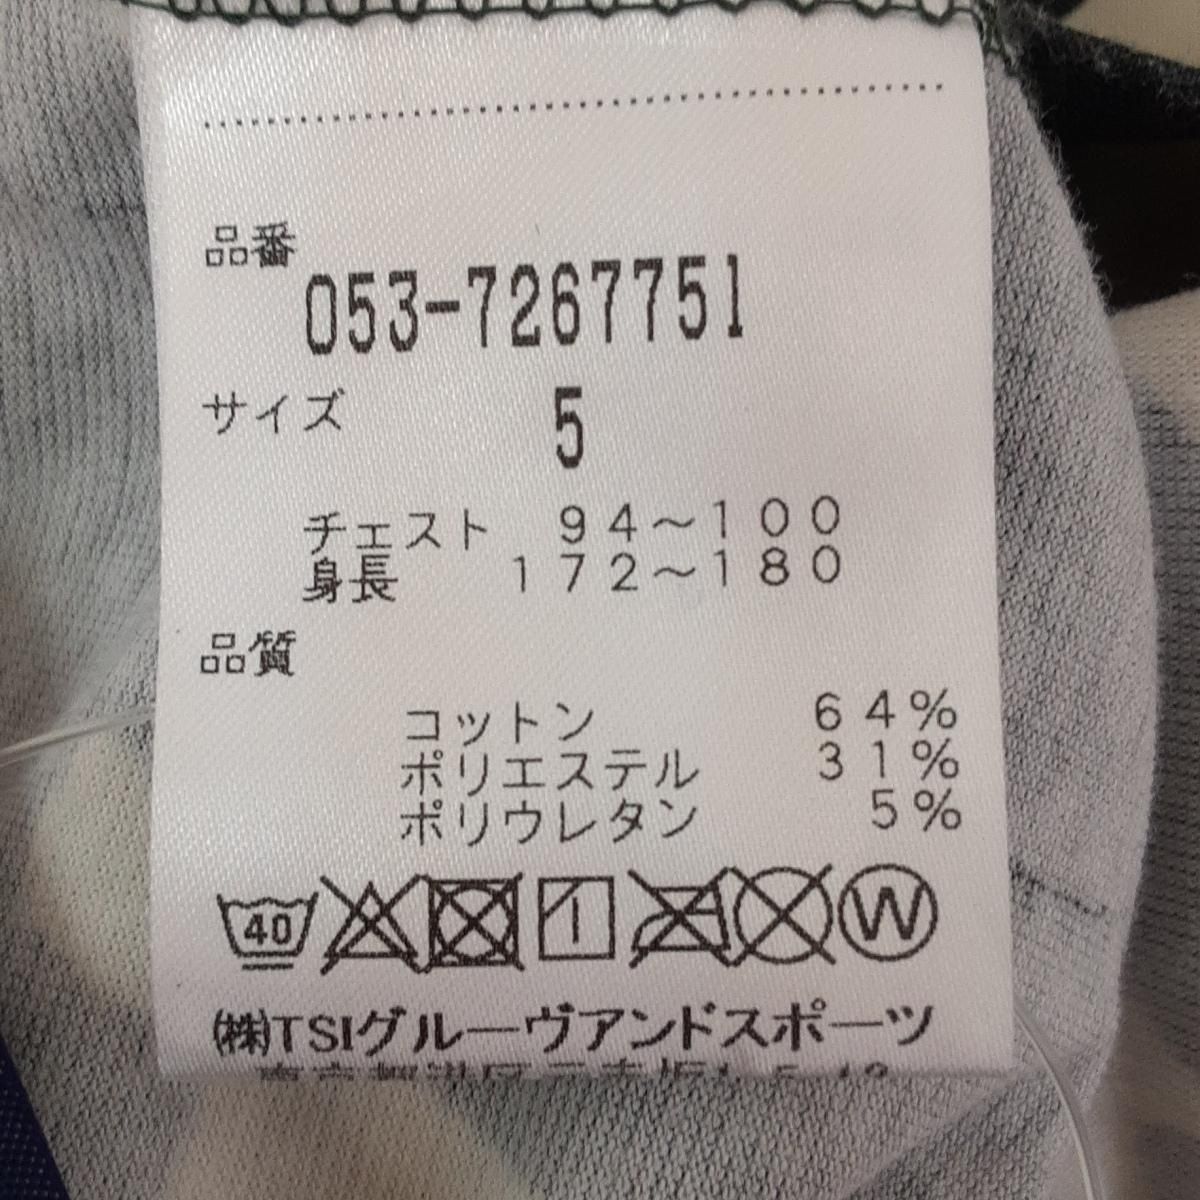 品番
053-7267751
サイズ 5
チェスト 94～100
身長 172～180
品質
コットン 64%
ポリエステル 31%
ポリウレタン 5%
40 W
㈱TSIグルーヴアンドスポーツ